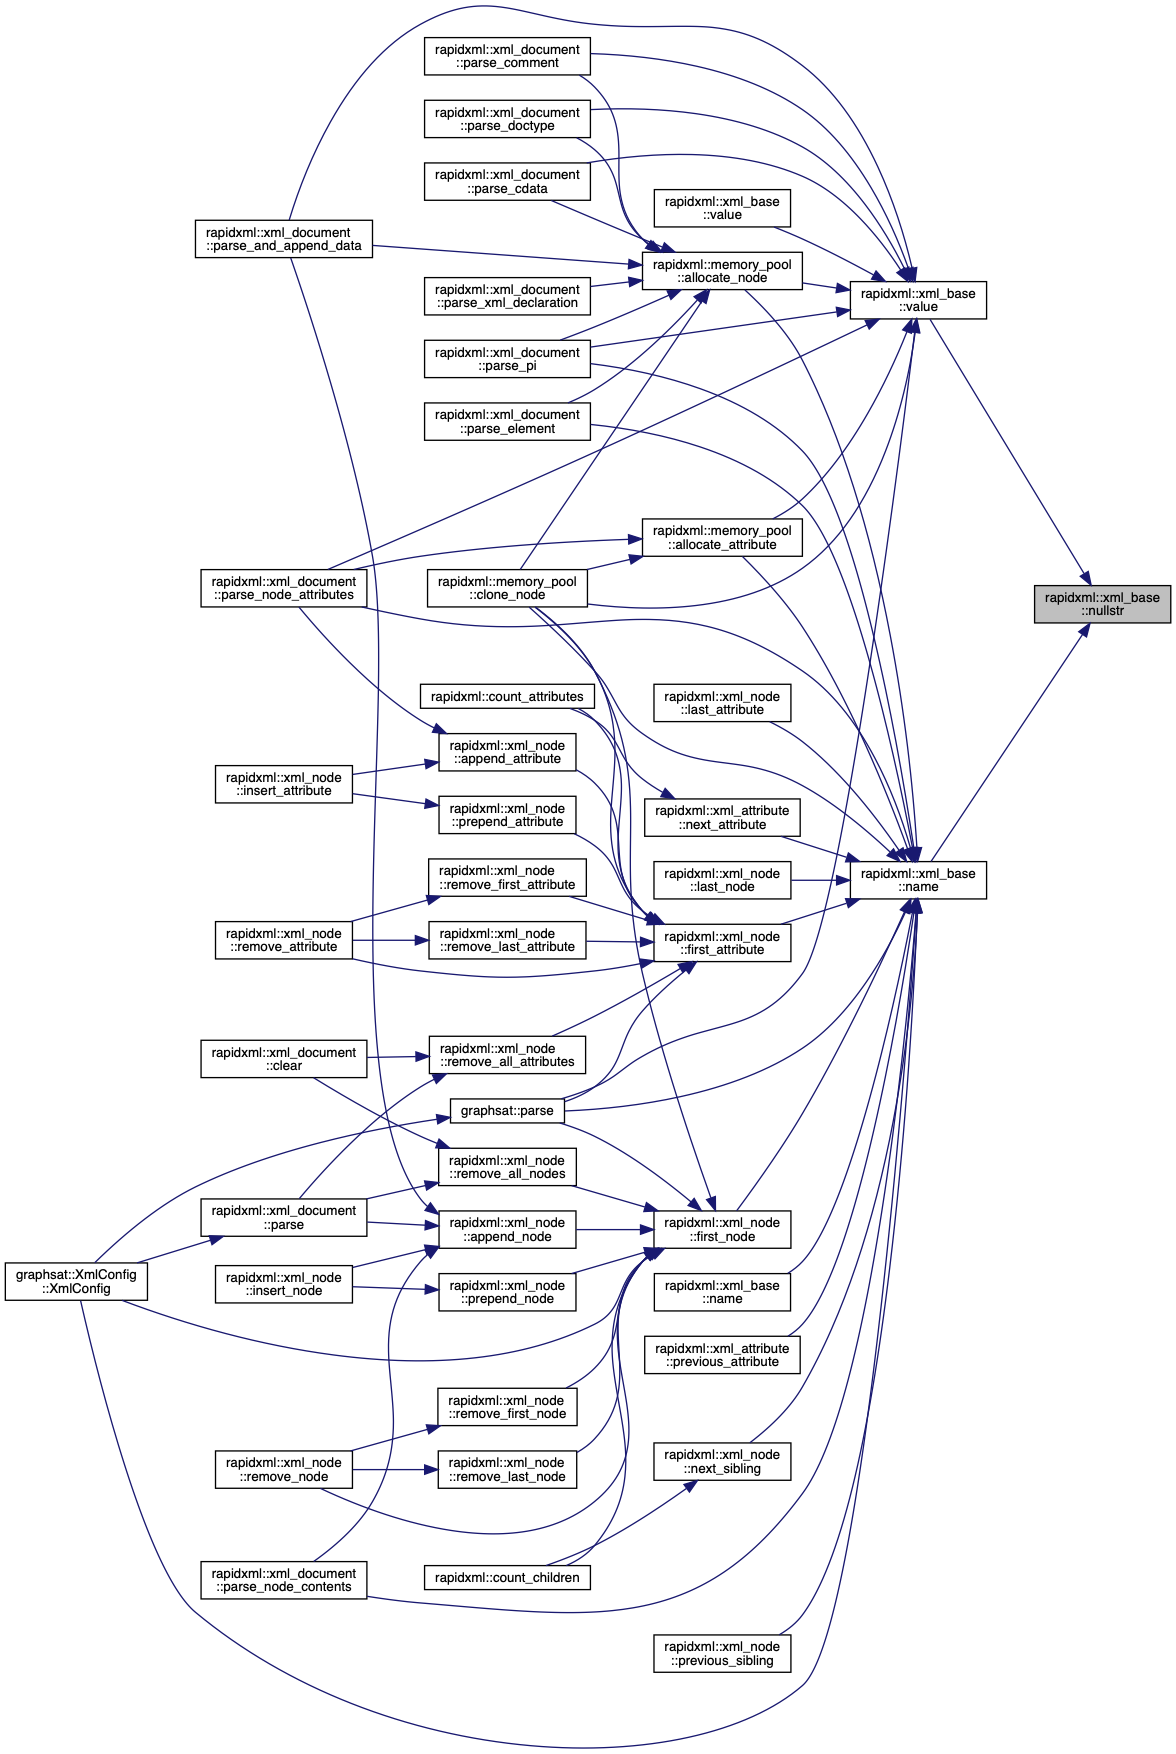 rapidxml::xml_document
::parse_comment
rapidxml::xml_document
::parse_doctype
rapidxml::xml_document
::parse_cdata
rapidxml::xml_base
::value
rapidxml::xml_document
::parse_and_append_data
rapidxml::memory_pool
::allocate_node
rapidxml::xml_document
::parse_xml_declaration
rapidxml::xml_base
::value
rapidxml::xml_document
::parse_pi
rapidxml::xml_document
::parse_element
rapidxml::memory_pool
::allocate_attribute
rapidxml::xml_document
::parse_node_attributes
rapidxml::memory_pool
::clone_node
rapidxml::xml_base
::nullstr
rapidxml::count_attributes
rapidxml::xml_node
::last_attribute
rapidxml::xml_node
::append_attribute
rapidxml::xml_node
::insert_attribute
rapidxml::xml_node
::prepend_attribute
rapidxml::xml_attribute
::next_attribute
rapidxml::xml_node
::remove_first_attribute
rapidxml::xml_node
::last_node
rapidxml::xml_base
::name
rapidxml::xml_node
::remove_attribute
rapidxml::xml_node
::remove_last_attribute
rapidxml::xml_node
::first_attribute
rapidxml::xml_document
::clear
rapidxml::xml_node
::remove_all_attributes
graphsat::parse
rapidxml::xml_node
::remove_all_nodes
rapidxml::xml_document
::parse
rapidxml::xml_node
::append_node
rapidxml::xml_node
::first_node
graphsat::XmlConfig
::XmlConfig
rapidxml::xml_node
::insert_node
rapidxml::xml_node
::prepend_node
rapidxml::xml_base
::name
rapidxml::xml_attribute
::previous_attribute
rapidxml::xml_node
::remove_first_node
rapidxml::xml_node
::remove_node
rapidxml::xml_node
::remove_last_node
rapidxml::xml_node
::next_sibling
rapidxml::xml_document
::parse_node_contents
rapidxml::count_children
rapidxml::xml_node
::previous_sibling